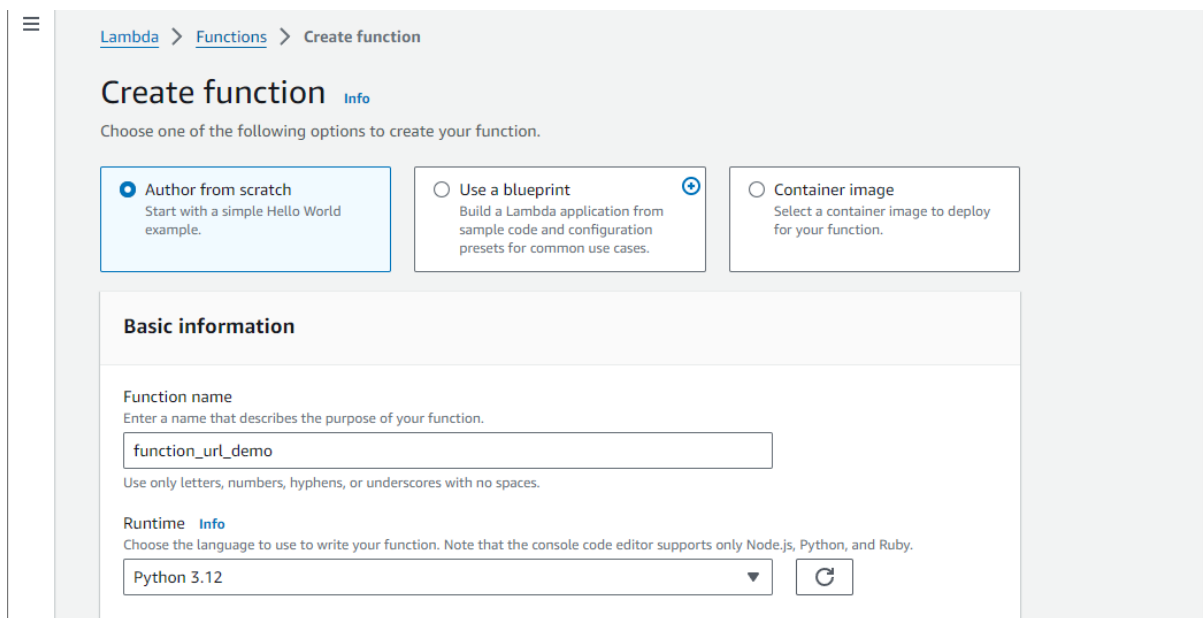 Lambda > Functions > Create function
Create function Info
Choose one of the following options to create your function.
Author from scratch
Start with a simple Hello World
example.
Use a blueprint
Build a Lambda application from
sample code and configuration
presets for common use cases.
Container image
Select a container image to deploy
for your function.
Basic information
Function name
Enter a name that describes the purpose of your function.
function_url_demo
Use only letters, numbers, hyphens, or underscores with no spaces.
Runtime Info
Choose the language to use to write your function. Note that the console code editor supports only Node.js, Python, and Ruby.
Python 3.12